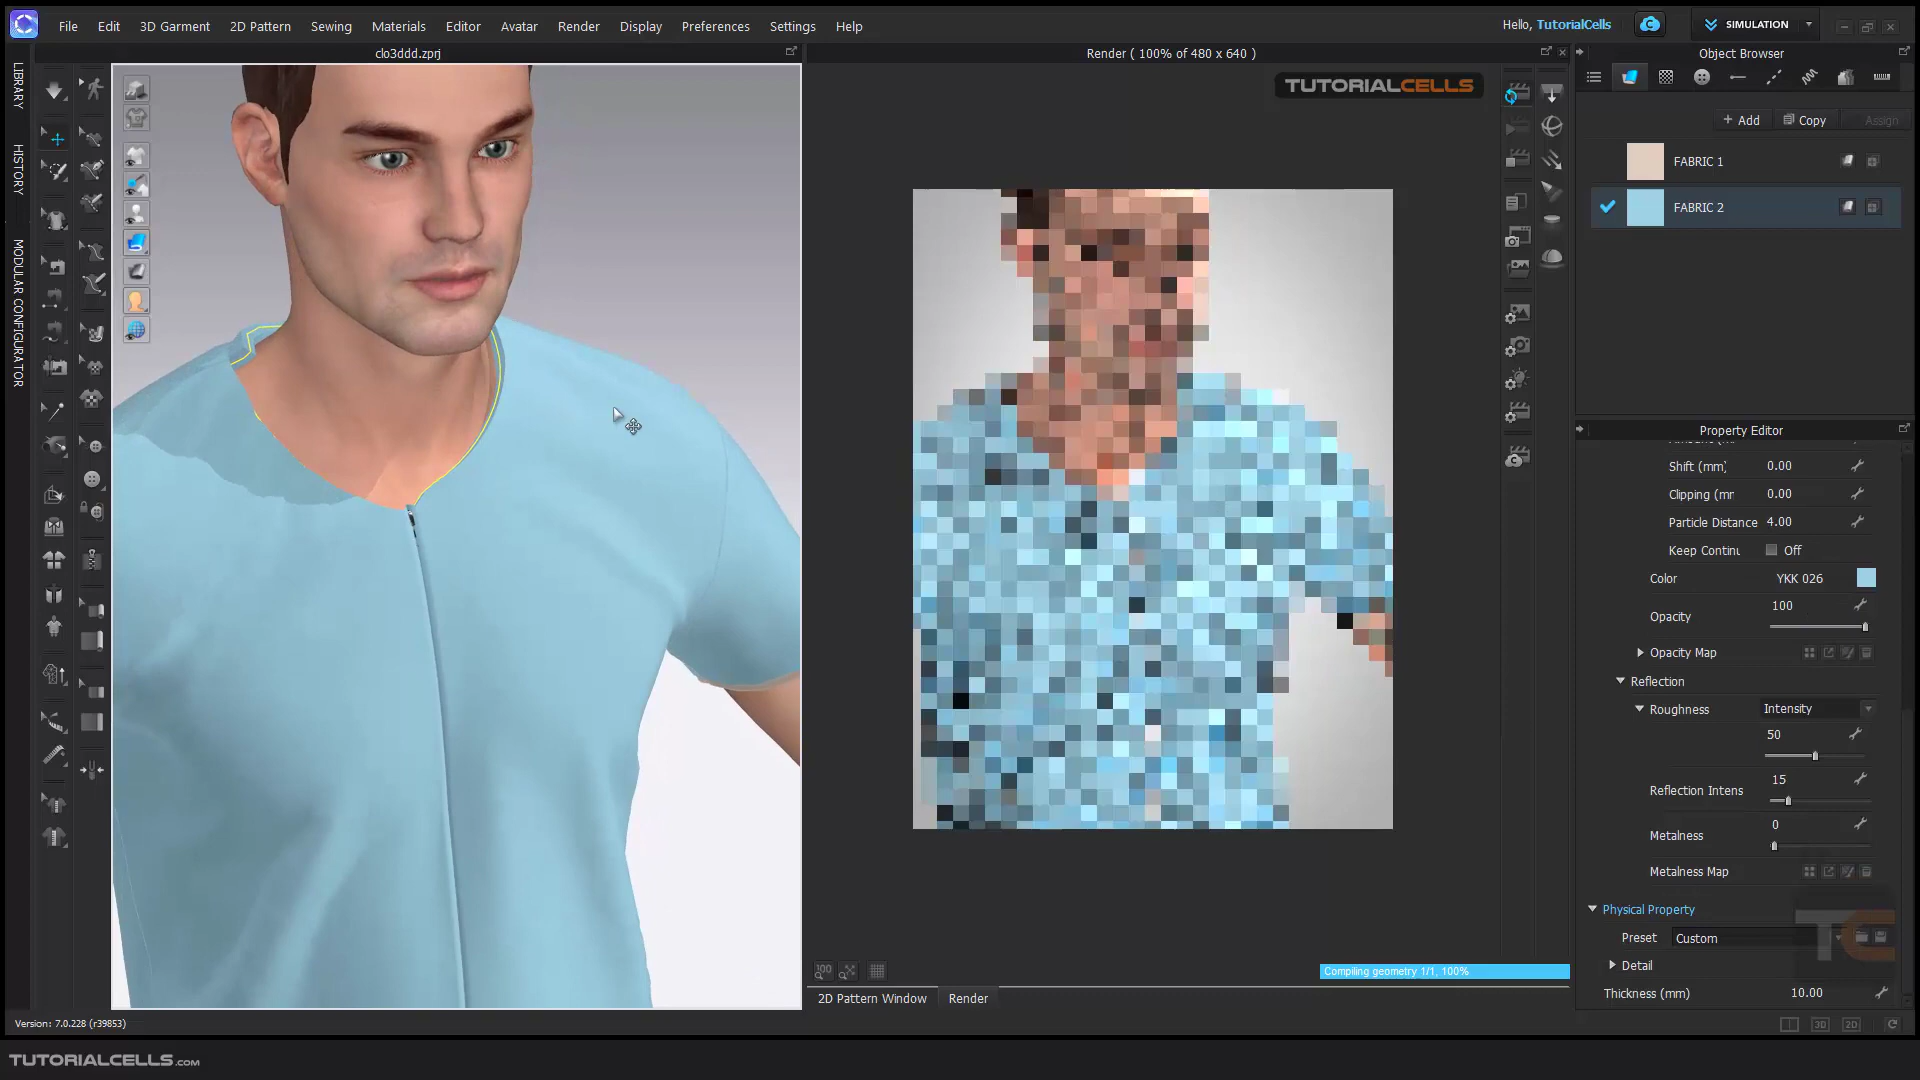 File Edit 3D Garment 2D Pattern Sewing Materials Editor Avatar Render Display Preferences Settings Help
Hello, TutorialCells
SIMULATION
clo3ddd.zprj
Render ( 100% of 480 x 640 )
Object Browser
TUTORIALCELLS
LIBRARY
HISTORY
MODULAR CONFIGURATOR
+ Add
Copy
Assign
FABRIC 1
FABRIC 2
Property Editor
Shift (mm)
0.00
Clipping (mr
0.00
Particle Distance
4.00
Keep Continu
Off
Color
YKK 026
Opacity
100
Opacity Map
Reflection
Roughness
Intensity
50
Reflection Intens
15
Metalness
0
Metalness Map
Physical Property
Preset
Custom
Detail
Thickness (mm)
10.00
100
Compiling geometry 1/1, 100%
2D Pattern Window
Render
Version: 7.0.228 (r39853)
3D
2D
TC
TUTORIALCELLS.com